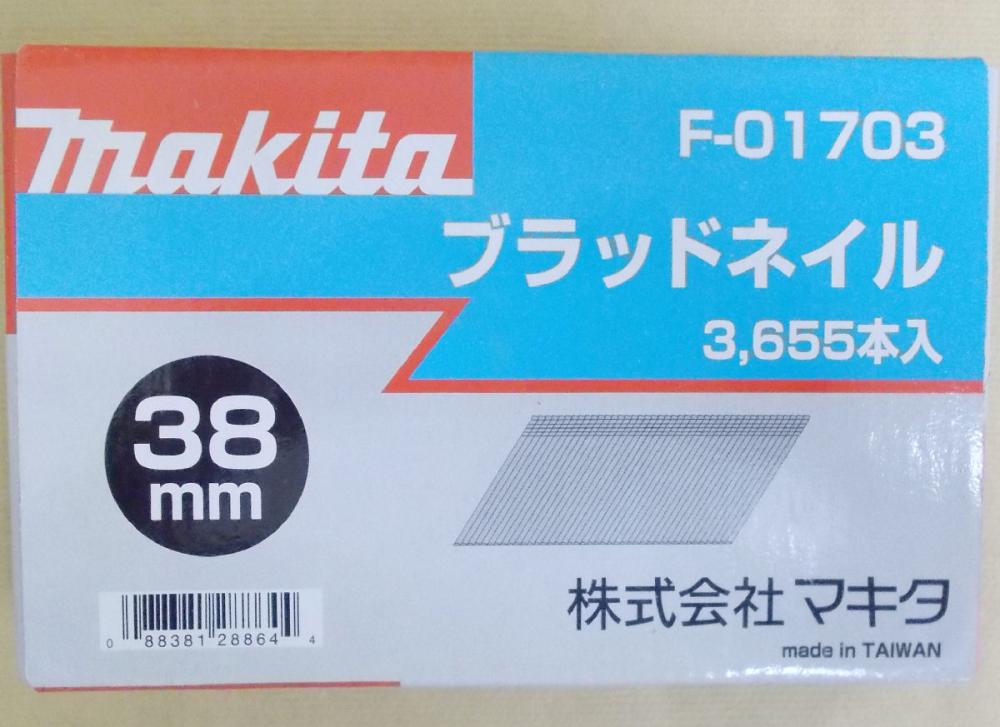 makita
F-01703
ブラッドネイル
3,655本入
38
mm
株式会社マキタ
made in TAIWAN
0 88381 28864 4